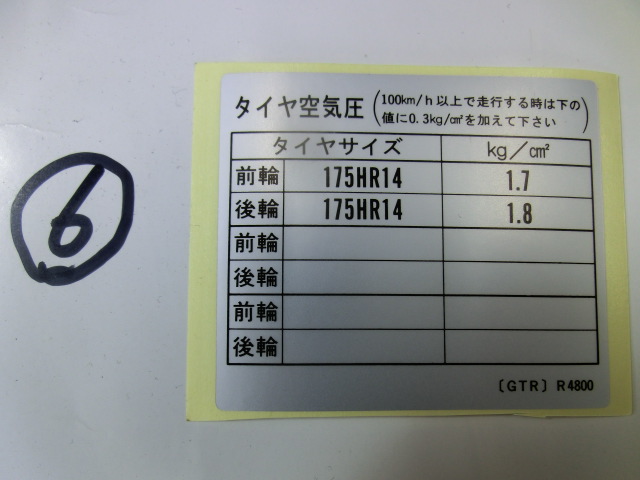 6
タイヤ空気圧 (100km/h以上で走行する時は下の
値に0.3kg/c㎡を加えて下さい)
タイヤサイズ kg/c㎡
前輪 175HR14 1.7
後輪 175HR14 1.8
前輪
後輪
前輪
後輪
〔GTR〕R4800